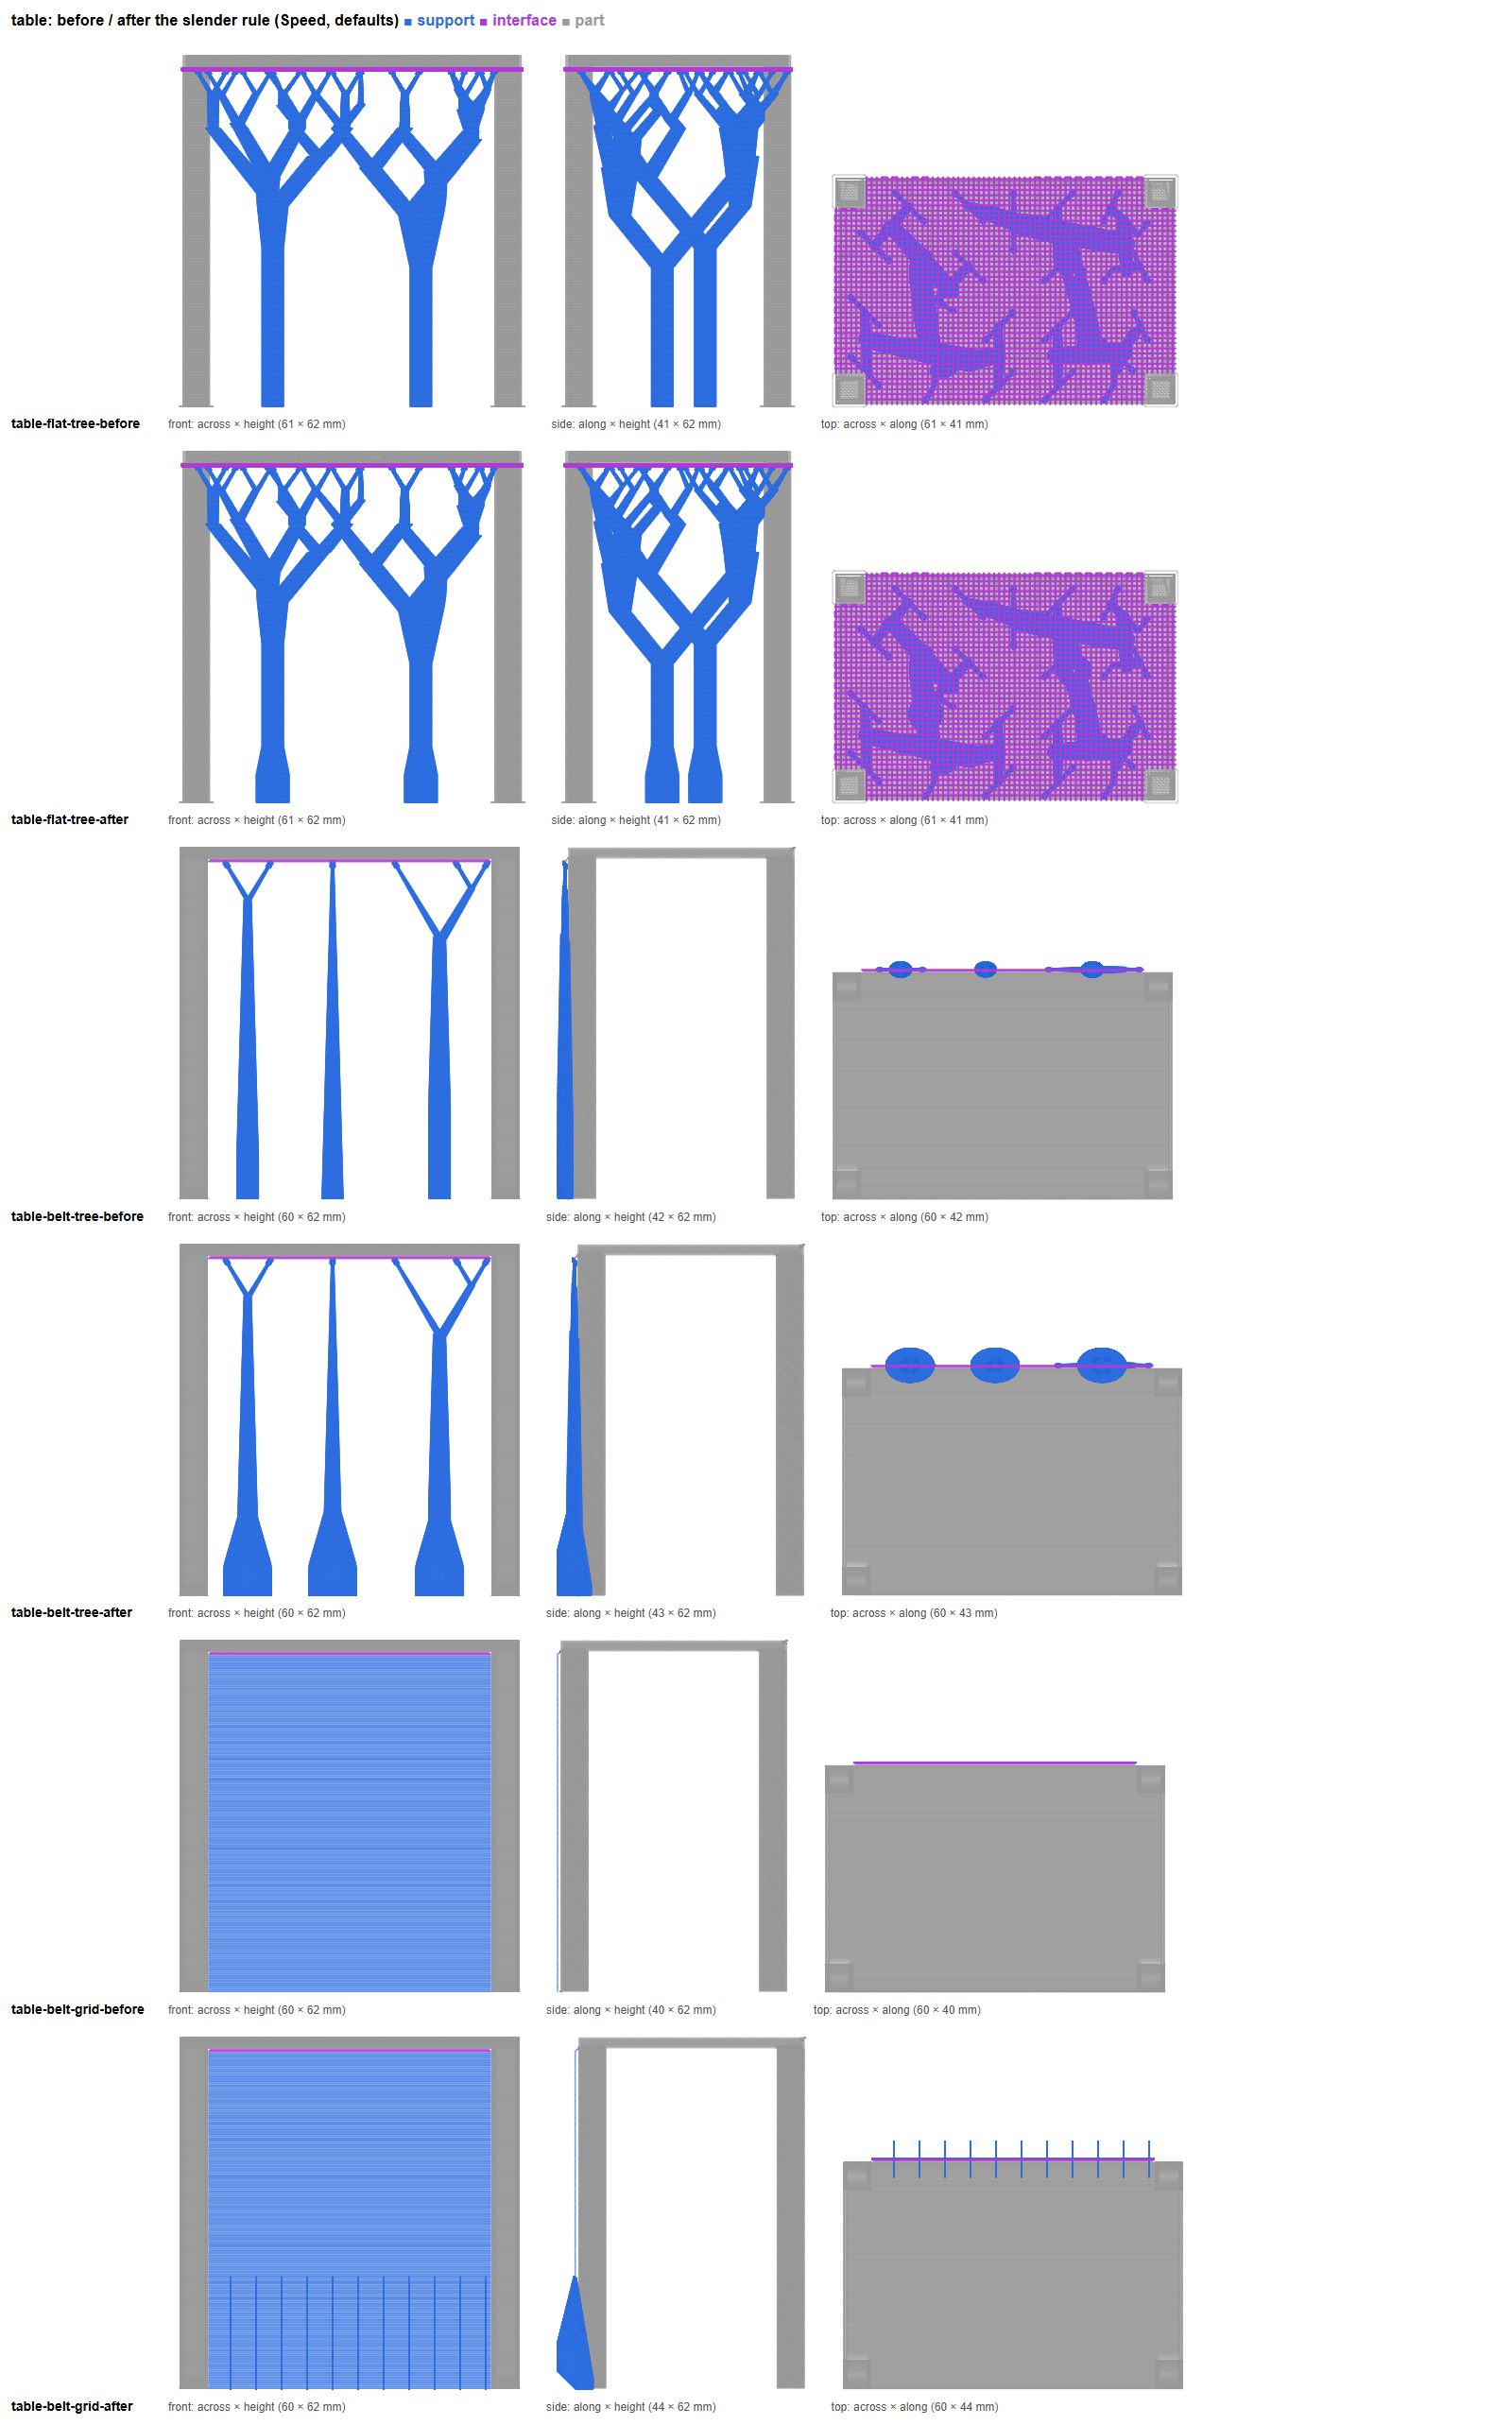 table: before / after the slender rule (Speed, defaults) ■ support ■ interface ■ part
table-flat-tree-before front: across × height (61 × 62 mm) side: along × height (41 × 62 mm) top: across × along (61 × 41 mm)
table-flat-tree-after front: across × height (61 × 62 mm) side: along × height (41 × 62 mm) top: across × along (61 × 41 mm)
table-belt-tree-before front: across × height (60 × 62 mm) side: along × height (42 × 62 mm) top: across × along (60 × 42 mm)
table-belt-tree-after front: across × height (60 × 62 mm) side: along × height (43 × 62 mm) top: across × along (60 × 43 mm)
table-belt-grid-before front: across × height (60 × 62 mm) side: along × height (40 × 62 mm) top: across × along (60 × 40 mm)
table-belt-grid-after front: across × height (60 × 62 mm) side: along × height (44 × 62 mm) top: across × along (60 × 44 mm)